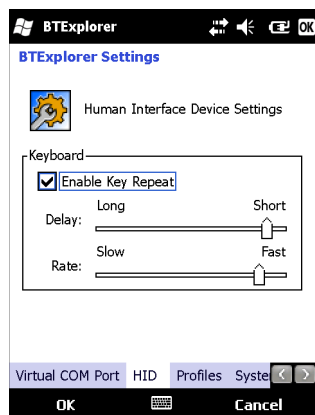 BTExplorer OK
BTExplorer Settings
Human Interface Device Settings
Keyboard
Enable Key Repeat
Long Short
Delay:
Slow Fast
Rate:
Virtual COM Port HID Profiles Syste
OK Cancel